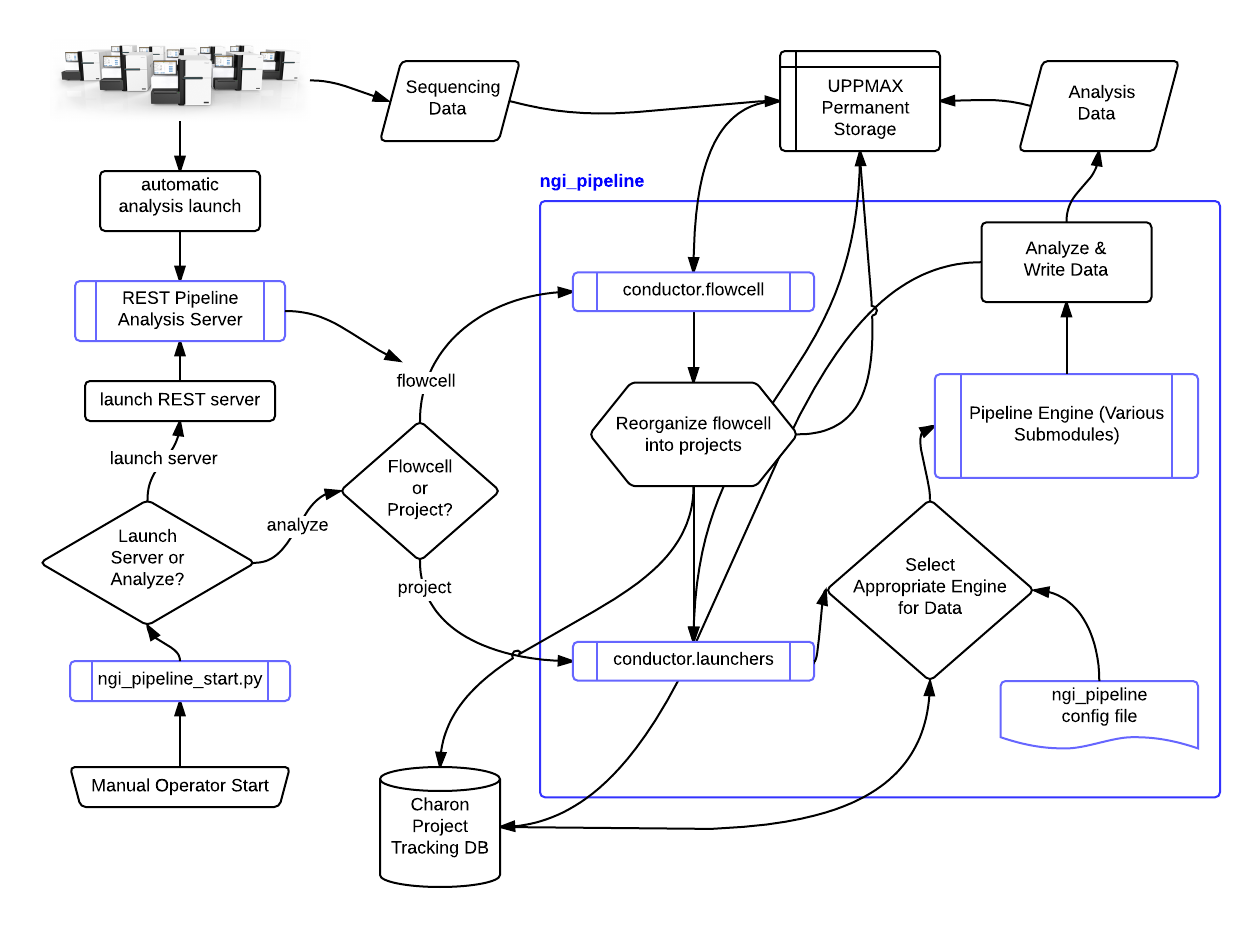 Sequencing
Data
UPPMAX
Permanent
Storage
Analysis
Data
automatic
analysis launch
ngi_pipeline
REST Pipeline
Analysis Server
conductor.flowcell
Analyze &
Write Data
flowcell
launch REST server
Reorganize flowcell
into projects
Pipeline Engine (Various
Submodules)
launch server
Flowcell
or
Project?
analyze
Launch
Server or
Analyze?
project
Select
Appropriate Engine
for Data
conductor.launchers
ngi_pipeline_start.py
ngi_pipeline
config file
Manual Operator Start
Charon
Project
Tracking DB